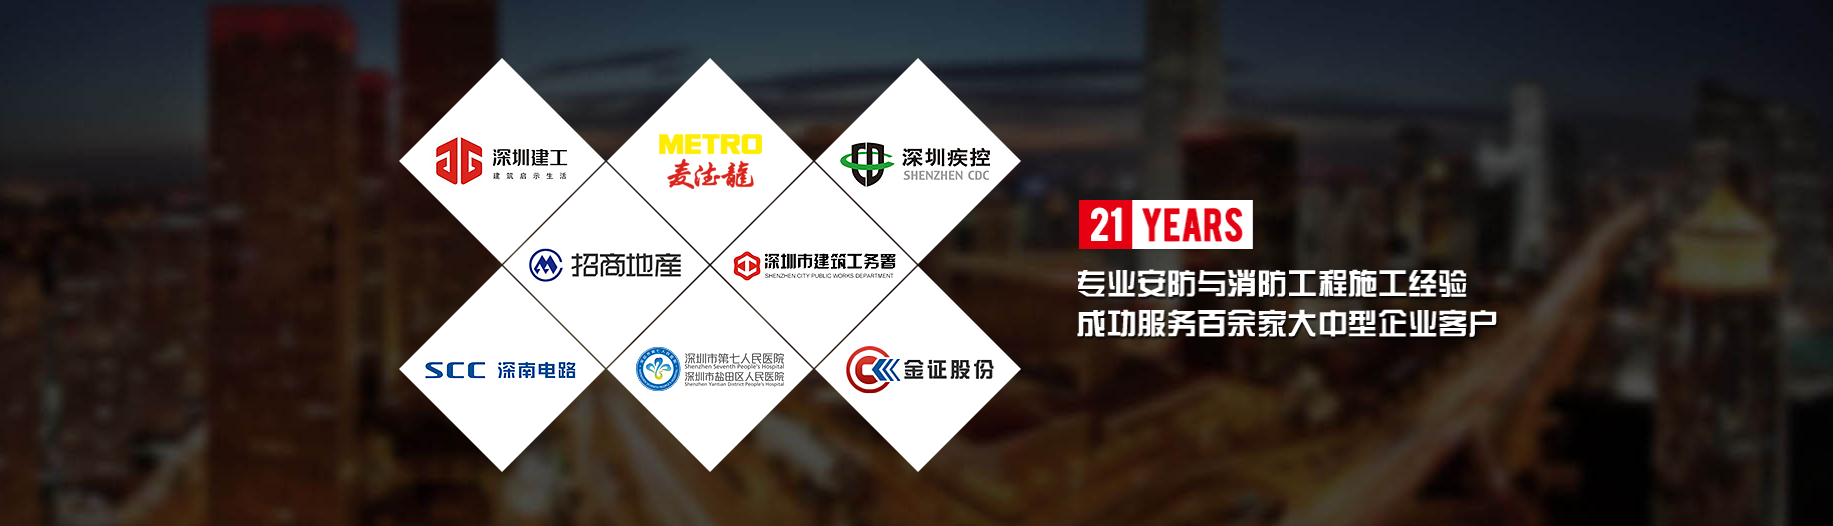 深圳建工
建筑启示生活
METRO
麦德龍
深圳疾控
SHENZHEN CDC
招商地産
深圳市建筑工务署
SHENZHEN CITY PUBLIC WORKS DEPARTMENT
SCC 深南电路
深圳市第七人民医院
Shenzhen Seventh People's Hospital
深圳市盐田区人民医院
Shenzhen Yantian District People's Hospital
金证股份
21 YEARS
专业安防与消防工程施工经验
成功服务百余家大中型企业客户